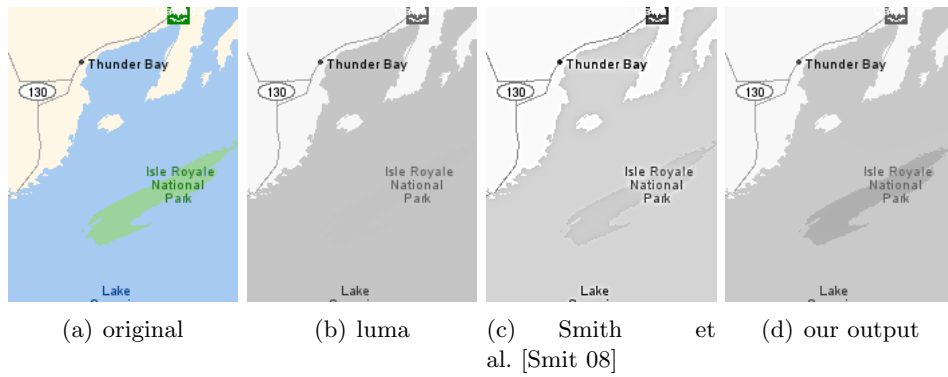 Thunder Bay
130
Isle Royale
National
Park
Lake
Thunder Bay
130
Isle Royale
National
Park
Lake
Thunder Bay
130
Isle Royale
National
Park
Lake
Thunder Bay
130
Isle Royale
National
Park
Lake
(a) original
(b) luma
(c) Smith et
al. [Smit 08]
(d) our output